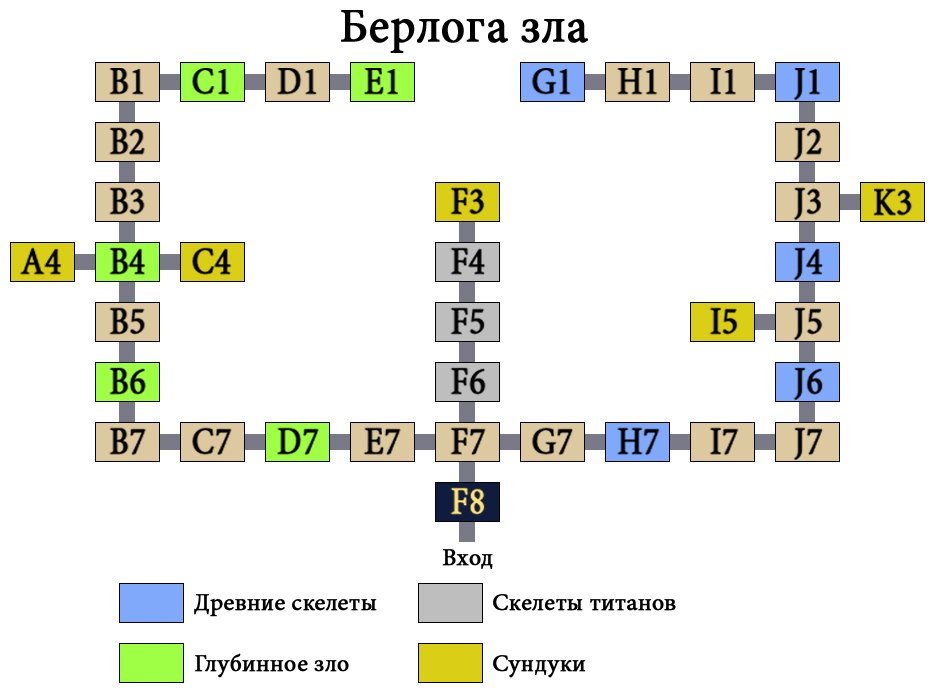 Берлога зла
B1 C1 D1 E1 G1 H1 I1 J1
B2 J2
B3 F3 J3 K3
A4 B4 C4 F4 J4
B5 F5 I5 J5
B6 F6 J6
B7 C7 D7 E7 F7 G7 H7 I7 J7
F8
Вход
Древние скелеты Скелеты титанов
Глубинное зло Сундуки